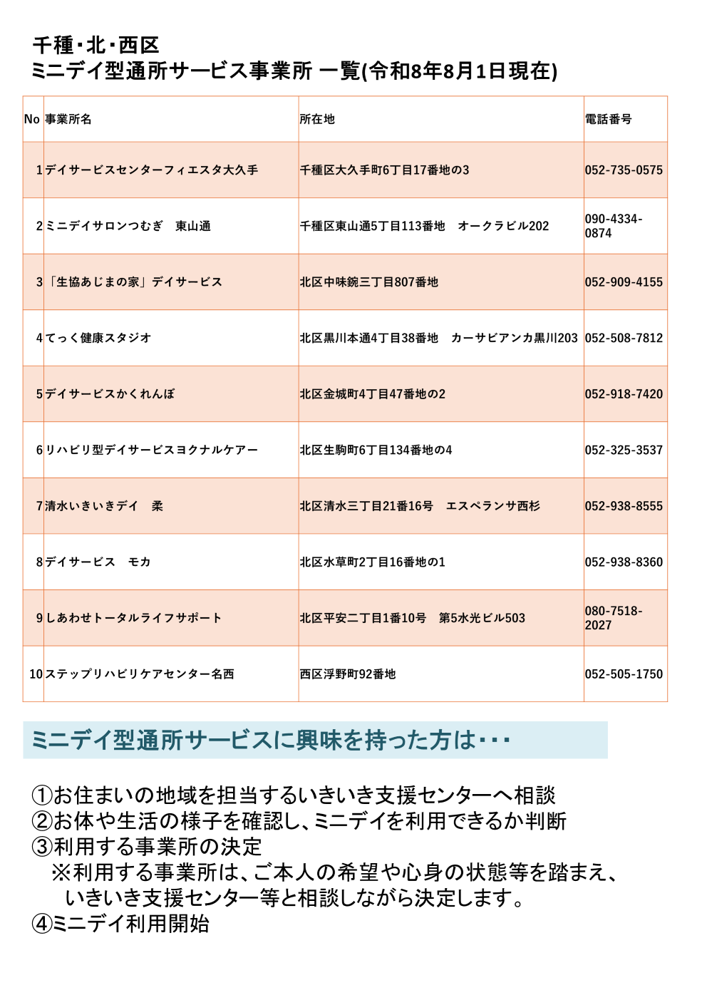 千種・北・西区
ミニデイ型通所サービス事業所 一覧(令和8年8月1日現在)
No 事業所名 所在地 電話番号
1 デイサービスセンターフィエスタ大久手 千種区大久手町6丁目17番地の3 052-735-0575
2 ミニデイサロンつむぎ　東山通 千種区東山通5丁目113番地　オークラビル202 090-4334-
0874
3 「生協あじまの家」デイサービス 北区中味鋺三丁目807番地 052-909-4155
4 てっく健康スタジオ 北区黒川本通4丁目38番地　カーサビアンカ黒川203 052-508-7812
5 デイサービスかくれんぼ 北区金城町4丁目47番地の2 052-918-7420
6 リハビリ型デイサービスヨクナルケアー 北区生駒町6丁目134番地の4 052-325-3537
7 清水いきいきデイ　柔 北区清水三丁目21番16号　エスペランサ西杉 052-938-8555
8 デイサービス　モカ 北区水草町2丁目16番地の1 052-938-8360
9 しあわせトータルライフサポート 北区平安二丁目1番10号　第5水光ビル503 080-7518-
2027
10 ステップリハビリケアセンター名西 西区浮野町92番地 052-505-1750
ミニデイ型通所サービスに興味を持った方は・・・
①お住まいの地域を担当するいきいき支援センターへ相談
②お体や生活の様子を確認し、ミニデイを利用できるか判断
③利用する事業所の決定
※利用する事業所は、ご本人の希望や心身の状態等を踏まえ、
いきいき支援センター等と相談しながら決定します。
④ミニデイ利用開始